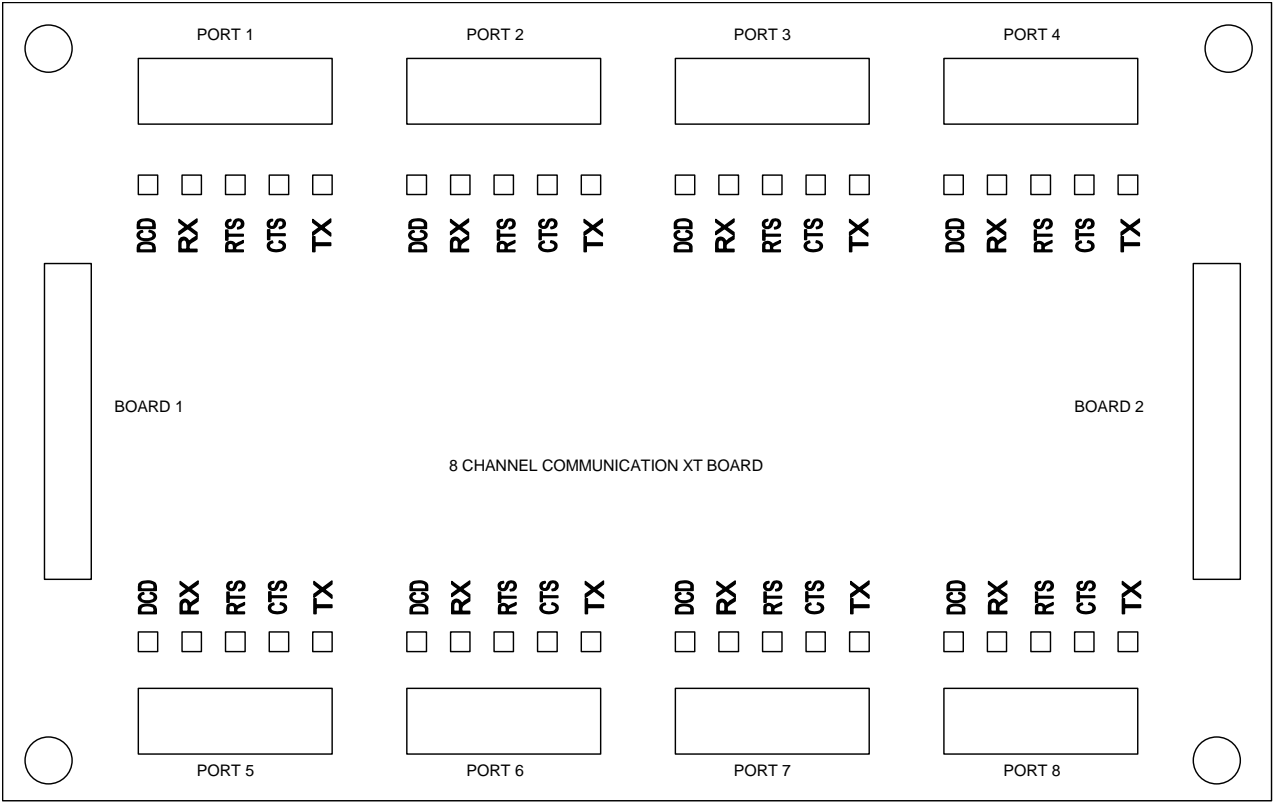 PORT 1 PORT 2 PORT 3 PORT 4
DCD RX RTS CTS TX DCD RX RTS CTS TX DCD RX RTS CTS TX DCD RX RTS CTS TX
BOARD 1 BOARD 2
8 CHANNEL COMMUNICATION XT BOARD
DCD RX RTS CTS TX DCD RX RTS CTS TX DCD RX RTS CTS TX DCD RX RTS CTS TX
PORT 5 PORT 6 PORT 7 PORT 8